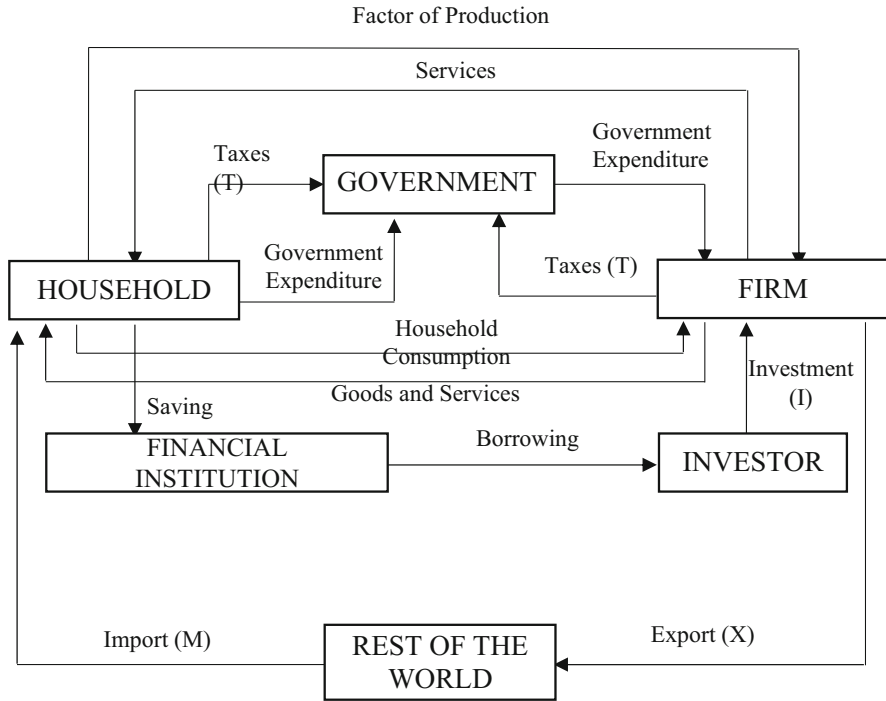 Factor of Production
Services
Government
Expenditure
Taxes
(T)
GOVERNMENT
Government
Expenditure
Taxes (T)
HOUSEHOLD
FIRM
Household
Consumption
Goods and Services
Investment
(I)
Saving
FINANCIAL
INSTITUTION
Borrowing
INVESTOR
Import (M)
REST OF THE
WORLD
Export (X)